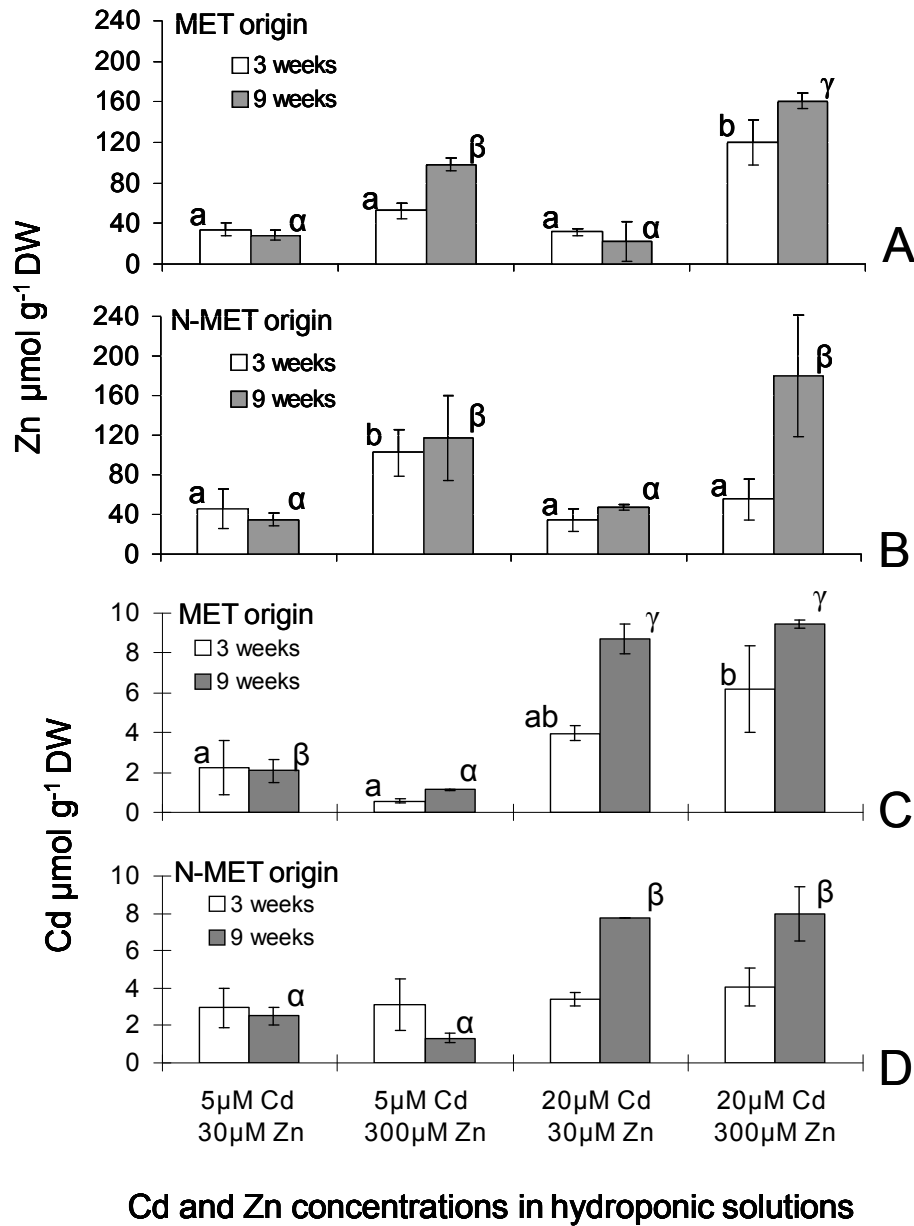 Zn µmol g-1 DW
240
200
160
120
80
40
0
MET origin
3 weeks
9 weeks
a
α
a
β
a
α
b
γ
A
240
200
160
120
80
40
0
N-MET origin
3 weeks
9 weeks
a
α
b
β
a
α
a
β
B
Cd µmol g-1 DW
10
8
6
4
2
0
MET origin
3 weeks
9 weeks
a
β
a
α
ab
γ
b
γ
C
10
8
6
4
2
0
N-MET origin
3 weeks
9 weeks
α
α
β
β
D
5µM Cd
30µM Zn
5µM Cd
300µM Zn
20µM Cd
30µM Zn
20µM Cd
300µM Zn
Cd and Zn concentrations in hydroponic solutions